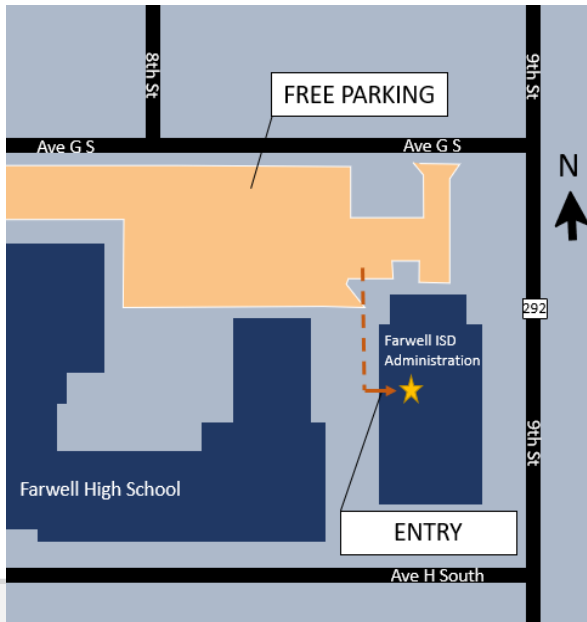 8th St
9th St
FREE PARKING
Ave G S
Ave G S
N
292
Farwell ISD
Administration
9th St
Farwell High School
ENTRY
Ave H South